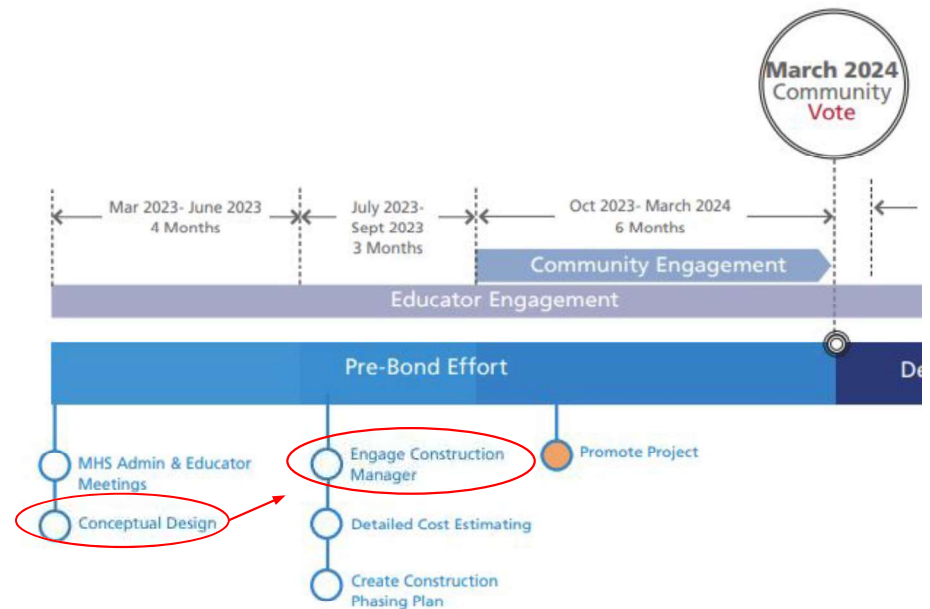 March 2024
Community
Vote
Mar 2023- June 2023
4 Months
July 2023-
Sept 2023
3 Months
Oct 2023- March 2024
6 Months
Community Engagement
Educator Engagement
Pre-Bond Effort
De
MHS Admin & Educator
Meetings
Conceptual Design
Engage Construction
Manager
Detailed Cost Estimating
Create Construction
Phasing Plan
Promote Project